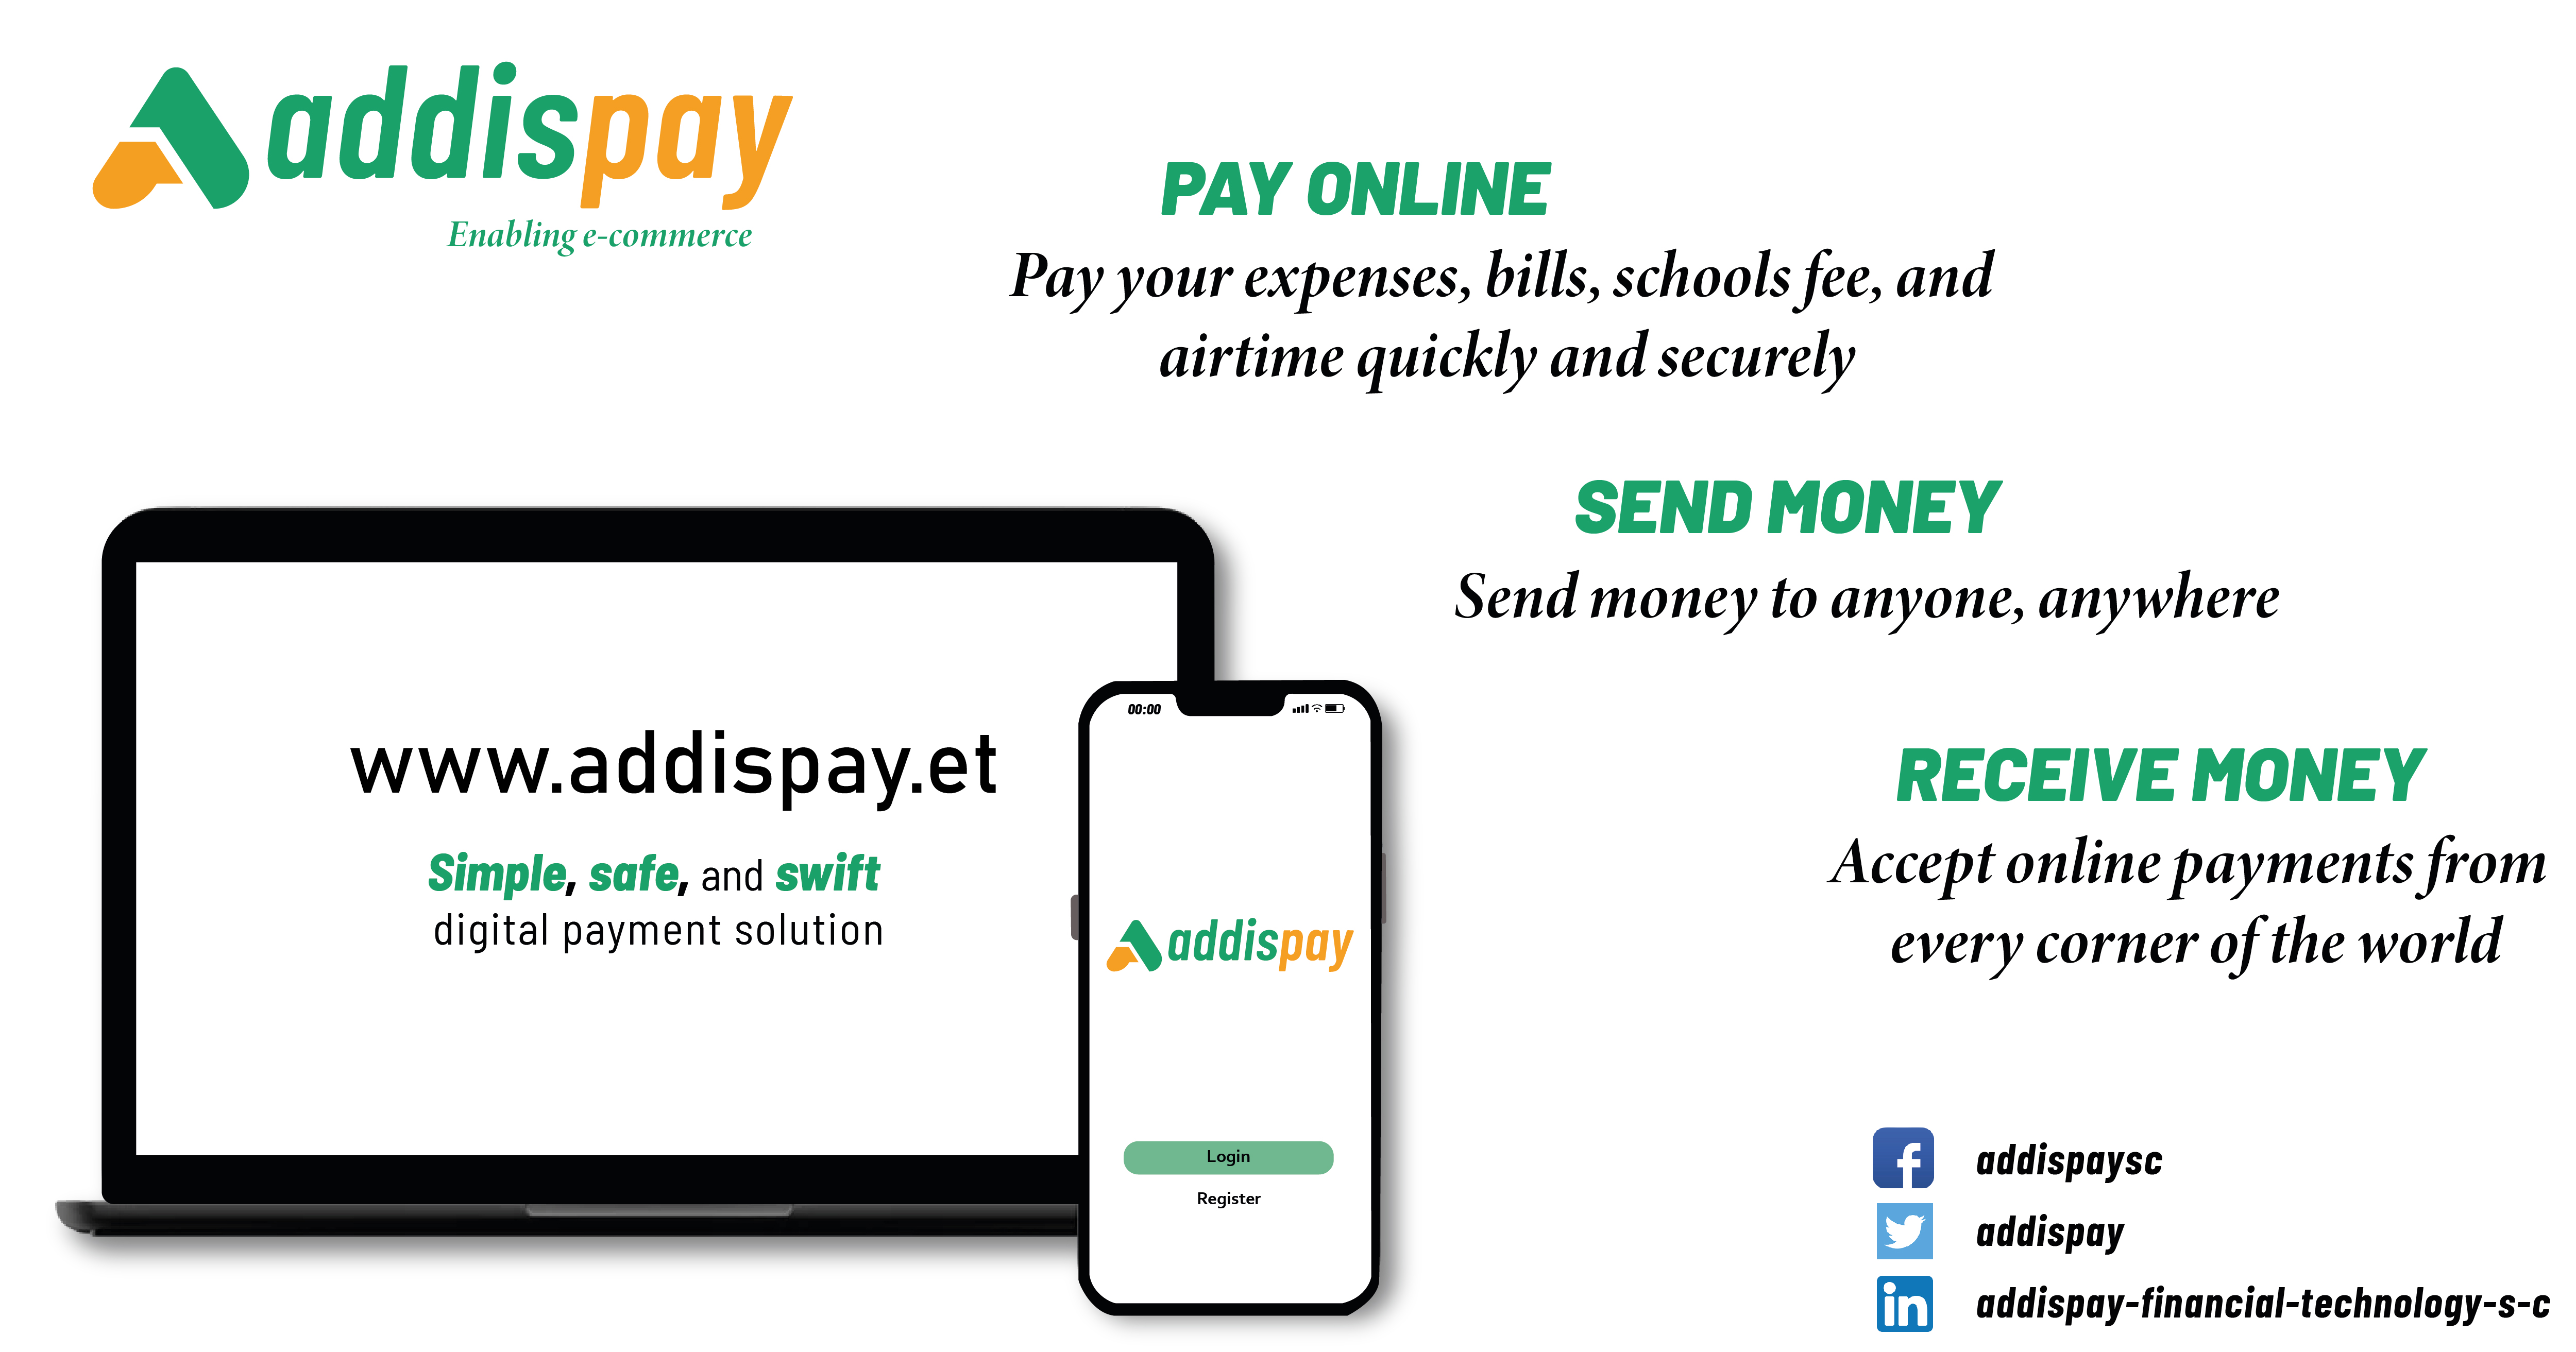 addispay
Enabling e-commerce
PAY ONLINE
Pay your expenses, bills, schools fee, and
airtime quickly and securely
SEND MONEY
Send money to anyone, anywhere
RECEIVE MONEY
Accept online payments from
every corner of the world
www.addispay.et
Simple, safe, and swift
digital payment solution
00:00
addispay
Login
Register
addispaysc
addispay
addispay-financial-technology-s-c